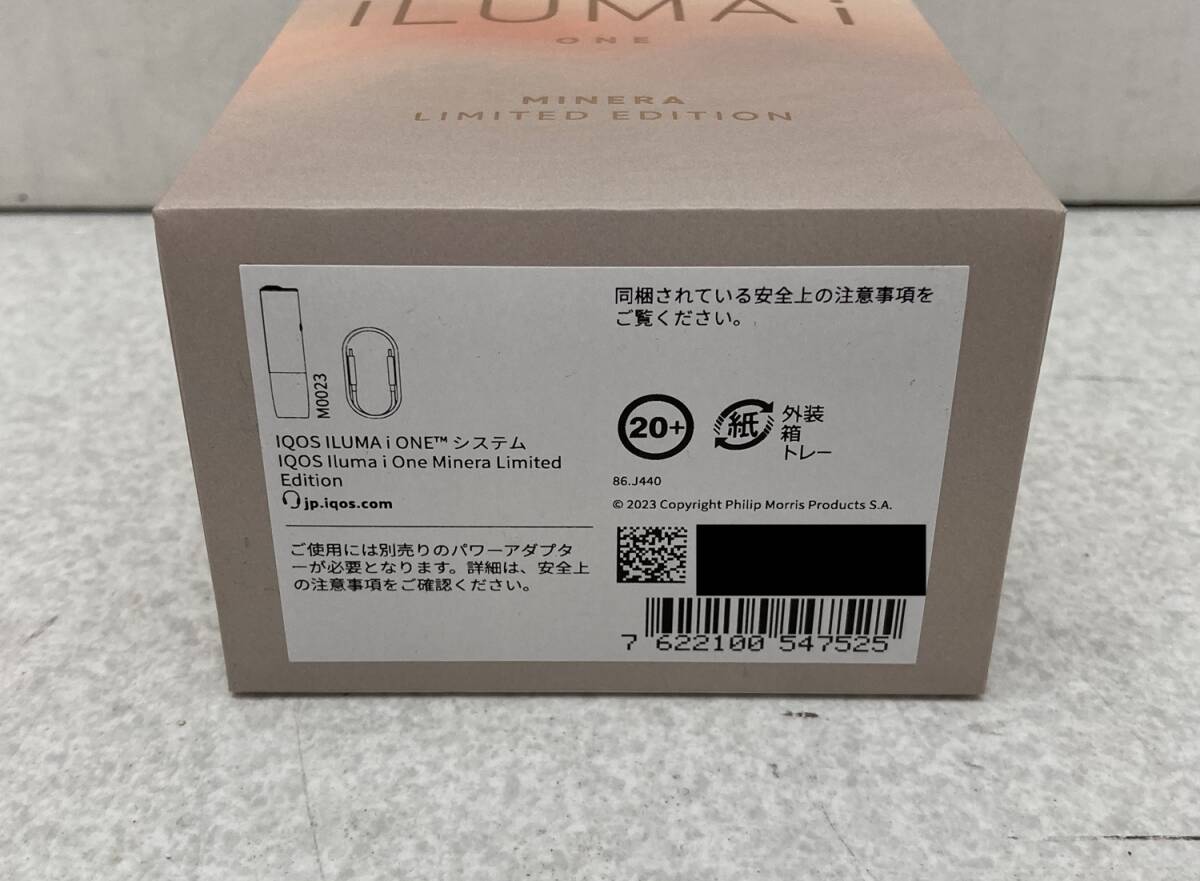 iLUMA i
ONE
MINERA
LIMITED EDITION
M0023
IQOS ILUMA i ONE™ システム
IQOS Iluma i One Minera Limited
Edition
jp.iqos.com
ご使用には別売りのパワーアダプタ
ーが必要となります。詳細は、安全上
の注意事項をご確認ください。
同梱されている安全上の注意事項を
ご覧ください。
20+
紙
外装
箱
トレー
86.J440
© 2023 Copyright Philip Morris Products S.A.
7 622100 547525